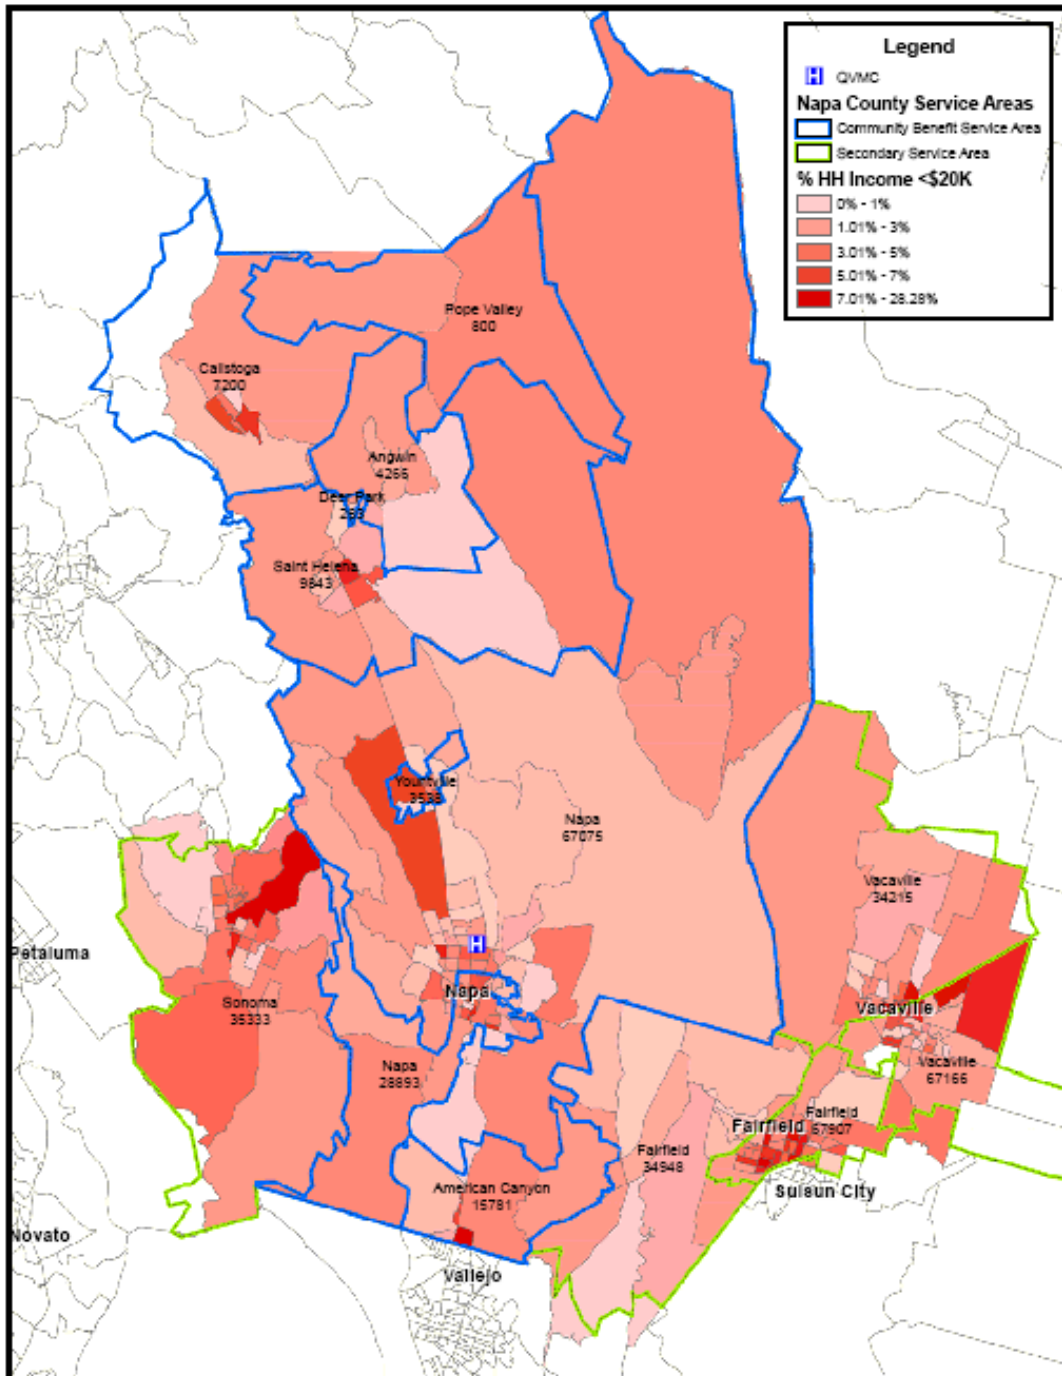 Legend
QVMC
Napa County Service Areas
Community Benefit Service Area
Secondary Service Area
% HH Income <$20K
0% - 1%
1.01% - 3%
3.01% - 5%
5.01% - 7%
7.01% - 28.28%
Pope Valley
800
Calistoga
7200
Angwin
4266
Deer Park
Saint Helena
9843
Yountville
Napa
67075
Vacaville
34215
Petaluma
Sonoma
35333
Napa
Vacaville
Napa
28893
Vacaville
67166
Fairfield
67907
Fairfield
Fairfield
34948
Suisun City
American Canyon
15781
Novato
Vallejo